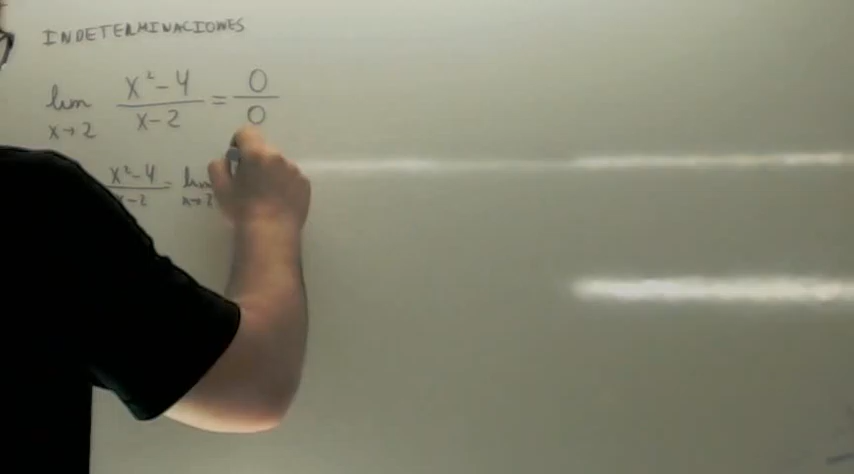 INDETERMINACIONES
lim x→2 x²-4 / x-2 = 0 / 0
x²-4 / x-2 = lim x→2